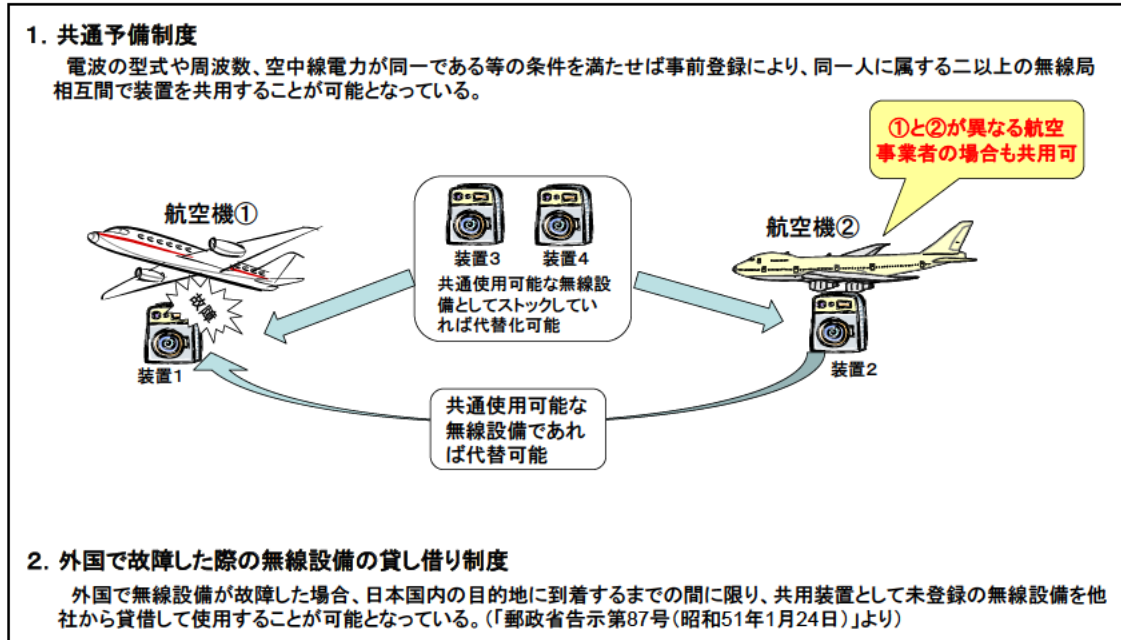 1．共通予備制度
電波の型式や周波数、空中線電力が同一である等の条件を満たせば事前登録により、同一人に属する二以上の無線局
相互間で装置を共用することが可能となっている。
①と②が異なる航空
事業者の場合も共用可
航空機①
航空機②
装置3
装置4
共通使用可能な無線設
備としてストックしてい
れば代替化可能
故障
装置1
装置2
共通使用可能な
無線設備であれ
ば代替可能
2．外国で故障した際の無線設備の貸し借り制度
外国で無線設備が故障した場合、日本国内の目的地に到着するまでの間に限り、共用装置として未登録の無線設備を他
社から貸借して使用することが可能となっている。（「郵政省告示第87号（昭和51年1月24日）」より）